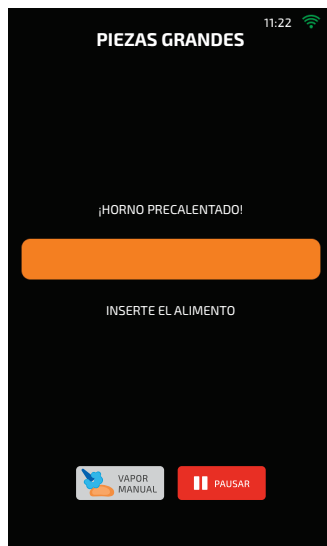 11:22
PIEZAS GRANDES
¡HORNO PRECALENTADO!
INSERTE EL ALIMENTO
VAPOR
MANUAL
PAUSAR